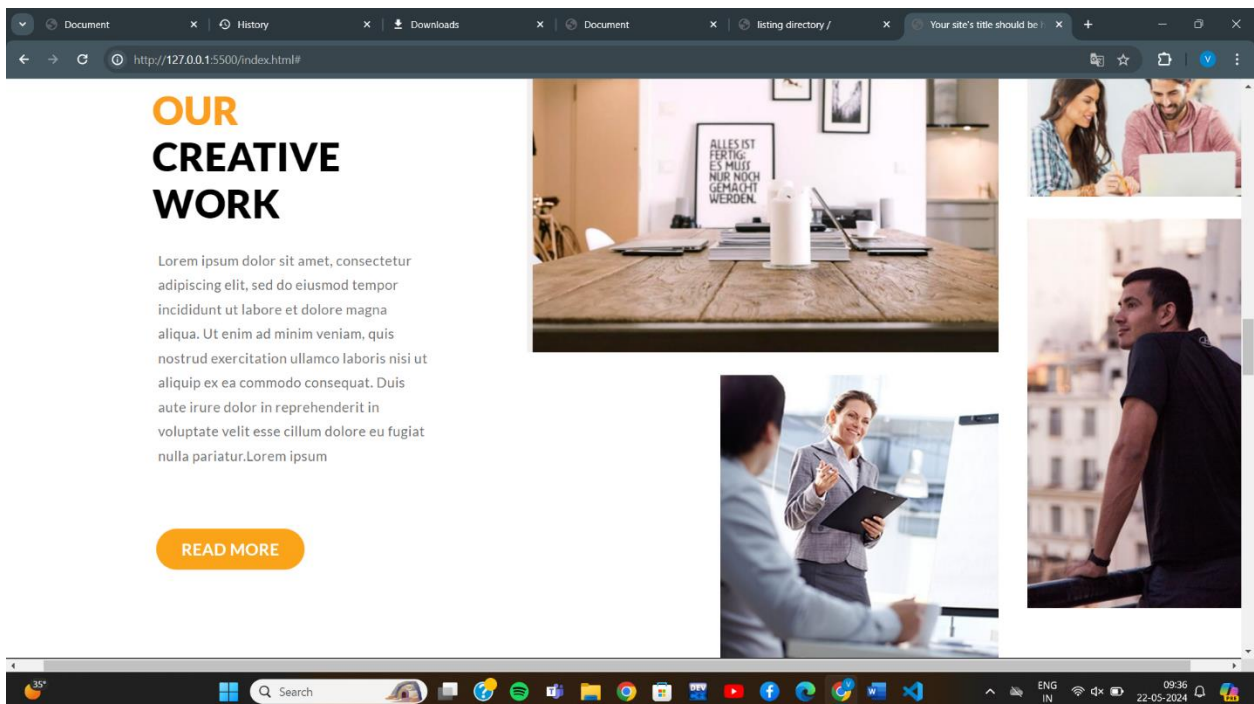 Document
History
Downloads
Document
listing directory /
Your site's title should be
http://127.0.0.1:5500/index.html#
V
OUR
CREATIVE
WORK
Lorem ipsum dolor sit amet, consectetur
adipiscing elit, sed do eiusmod tempor
incididunt ut labore et dolore magna
aliqua. Ut enim ad minim veniam, quis
nostrud exercitation ullamco laboris nisi ut
aliquip ex ea commodo consequat. Duis
aute irure dolor in reprehenderit in
voluptate velit esse cillum dolore eu fugiat
nulla pariatur.Lorem ipsum
READ MORE
ALLES IST
FERTIG:
ES MUSS
NUR NOCH
GEMACHT
WERDEN.
35°
Search
DEV
ENG
IN
09:36
22-05-2024